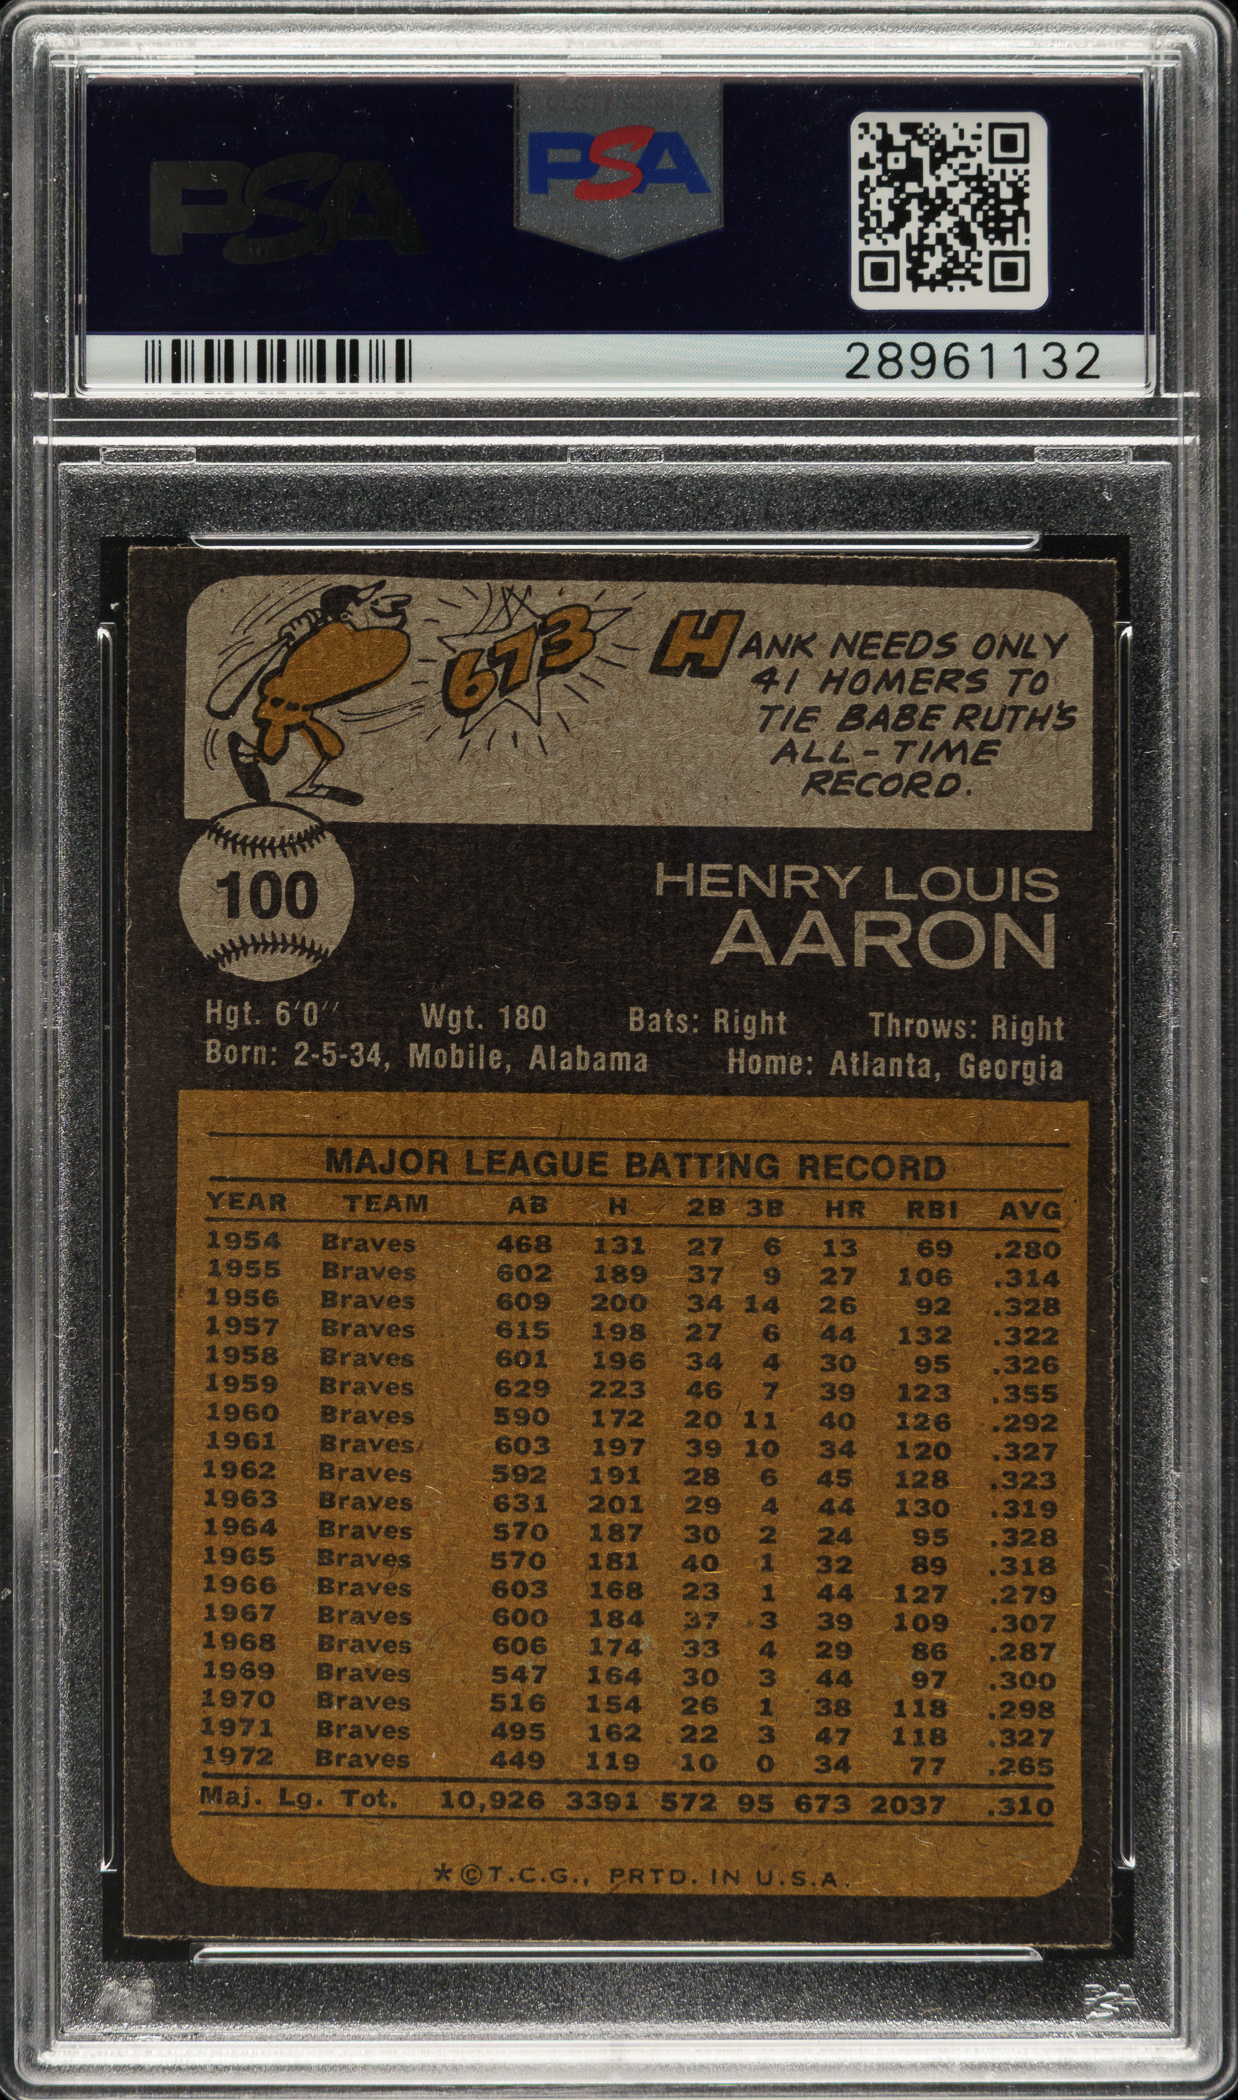 PSA
PSA
28961132
673
HANK NEEDS ONLY
41 HOMERS TO
TIE BABE RUTH'S
ALL-TIME
RECORD.
100
HENRY LOUIS
AARON
Hgt. 6'0" Wgt. 180 Bats: Right Throws: Right
Born: 2-5-34, Mobile, Alabama Home: Atlanta, Georgia
MAJOR LEAGUE BATTING RECORD
YEAR TEAM AB H 2B 3B HR RBI AVG
1954 Braves 468 131 27 6 13 69 .280
1955 Braves 602 189 37 9 27 106 .314
1956 Braves 609 200 34 14 26 92 .328
1957 Braves 615 198 27 6 44 132 .322
1958 Braves 601 196 34 4 30 95 .326
1959 Braves 629 223 46 7 39 123 .355
1960 Braves 590 172 20 11 40 126 .292
1961 Braves 603 197 39 10 34 120 .327
1962 Braves 592 191 28 6 45 128 .323
1963 Braves 631 201 29 4 44 130 .319
1964 Braves 570 187 30 2 24 95 .328
1965 Braves 570 181 40 1 32 89 .318
1966 Braves 603 168 23 1 44 127 .279
1967 Braves 600 184 37 3 39 109 .307
1968 Braves 606 174 33 4 29 86 .287
1969 Braves 547 164 30 3 44 97 .300
1970 Braves 516 154 26 1 38 118 .298
1971 Braves 495 162 22 3 47 118 .327
1972 Braves 449 119 10 0 34 77 .265
Maj. Lg. Tot. 10,926 3391 572 95 673 2037 .310
*©T.C.G., PRTD. IN U.S.A.
PSA